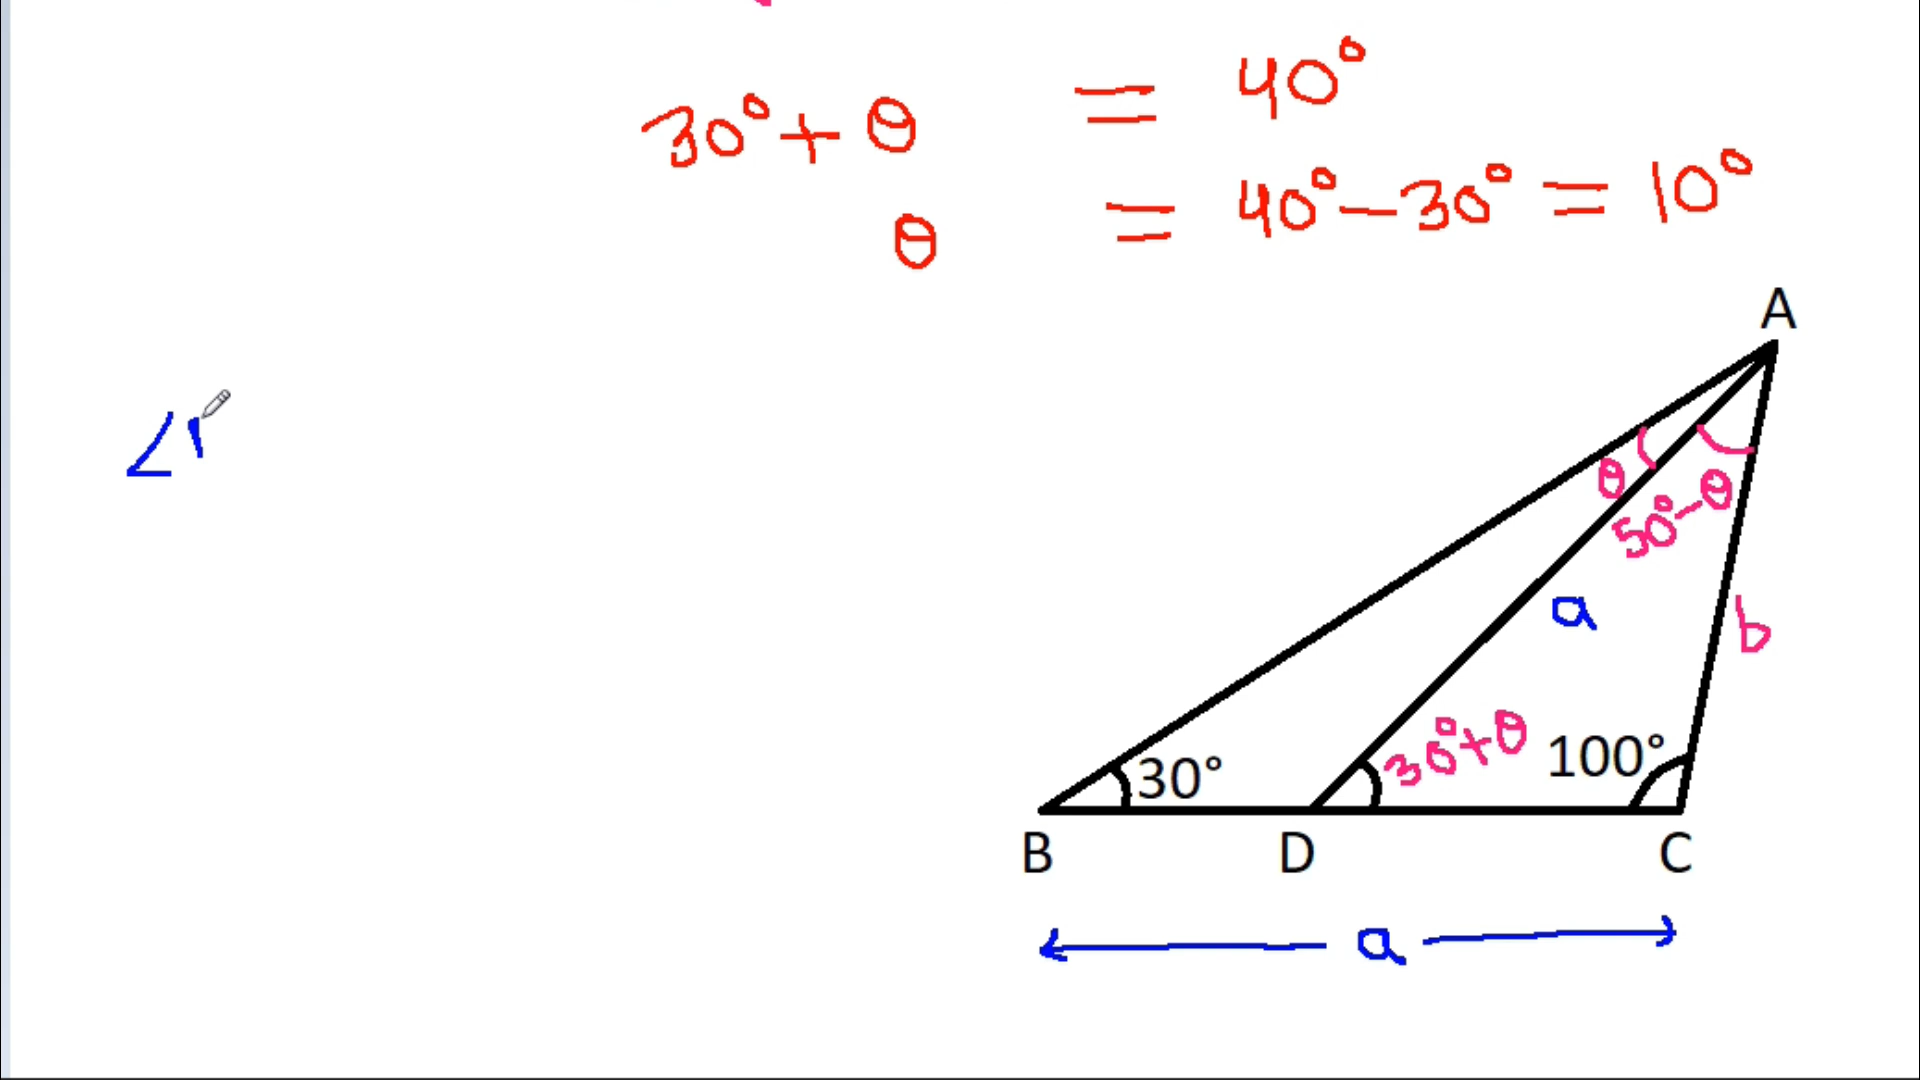 30° + θ = 40°
θ = 40° − 30° = 10°
A
θ
50° − θ
a
b
30° + θ
30°
100°
B D C
a